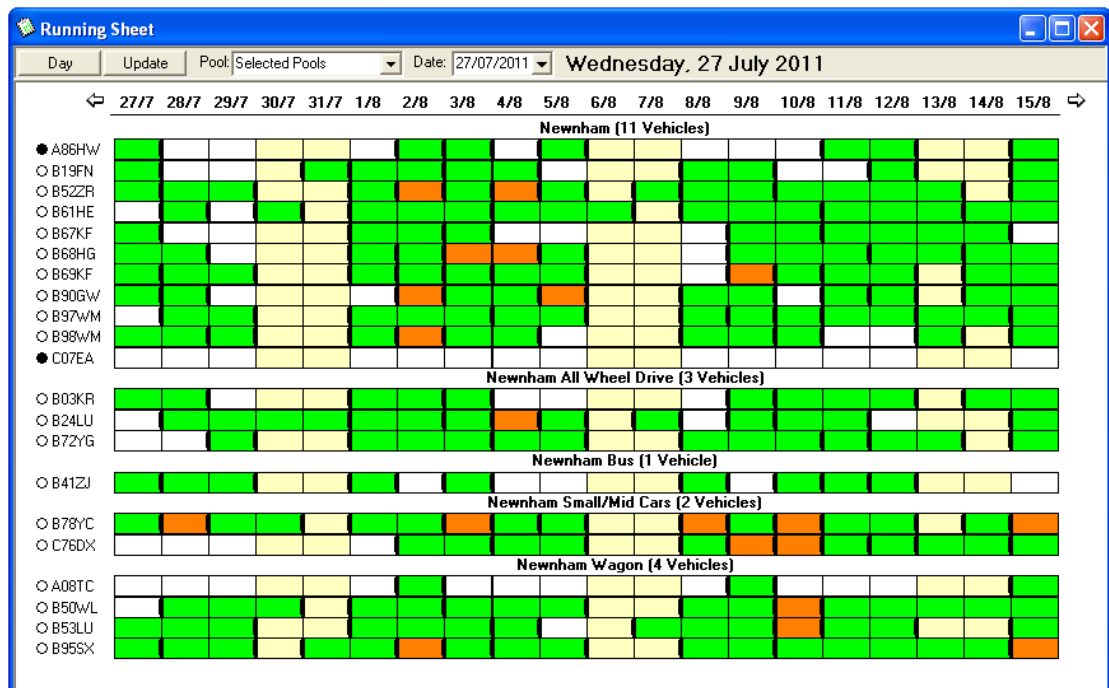 Running Sheet
Day Update Pool: Selected Pools Date: 27/07/2011 Wednesday, 27 July 2011
27/7 28/7 29/7 30/7 31/7 1/8 2/8 3/8 4/8 5/8 6/8 7/8 8/8 9/8 10/8 11/8 12/8 13/8 14/8 15/8
Newnham (11 Vehicles)
A86HW
B19FN
B52ZR
B61HE
B67KF
B68HG
B69KF
B90GW
B97WM
B98WM
C07EA
Newnham All Wheel Drive (3 Vehicles)
B03KR
B24LU
B72YG
Newnham Bus (1 Vehicle)
B41ZJ
Newnham Small/Mid Cars (2 Vehicles)
B78YC
C76DX
Newnham Wagon (4 Vehicles)
A08TC
B50WL
B53LU
B95SX